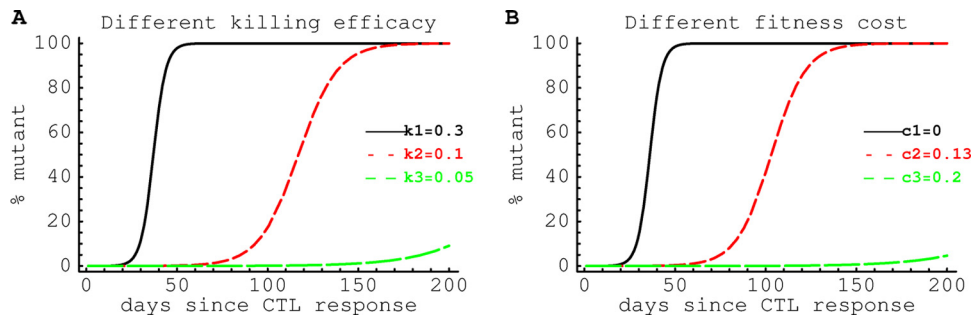 A
Different killing efficacy
% mutant
100
80
60
40
20
0
k1=0.3
k2=0.1
k3=0.05
0 50 100 150 200
days since CTL response
B
Different fitness cost
% mutant
100
80
60
40
20
0
c1=0
c2=0.13
c3=0.2
0 50 100 150 200
days since CTL response